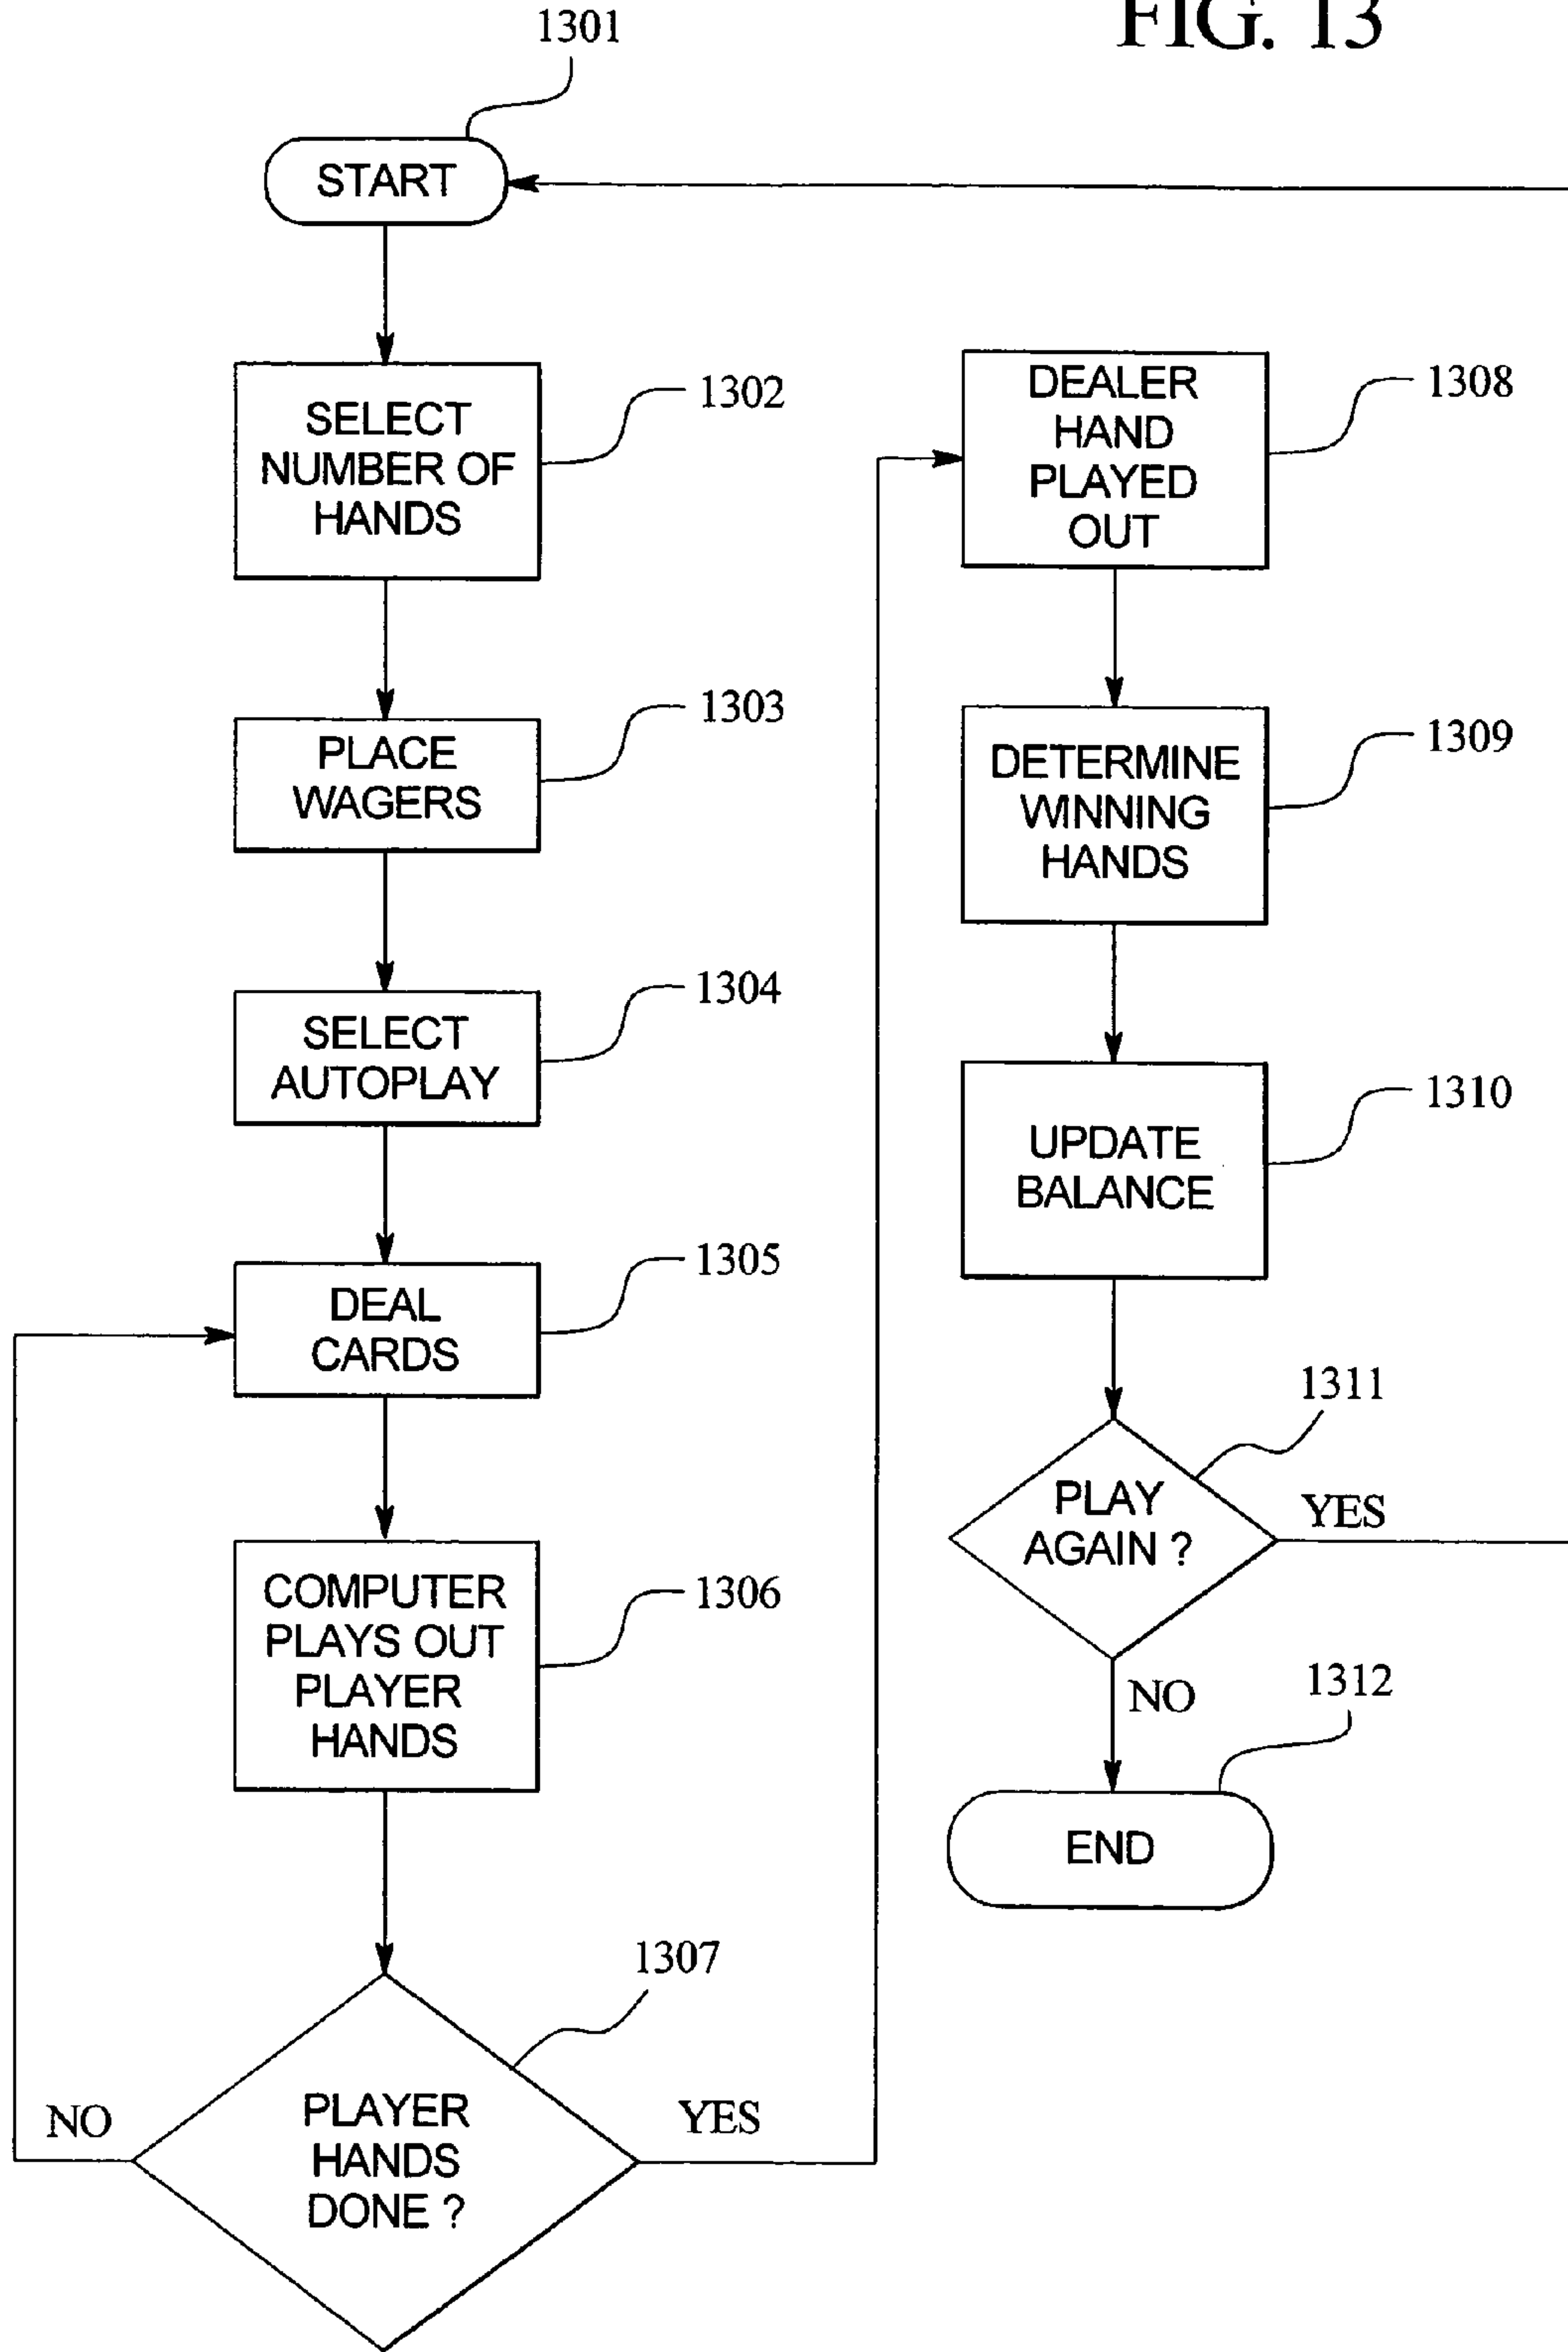 FIG. 13
1301
START
SELECT
NUMBER OF
HANDS
1302
PLACE
WAGERS
1303
SELECT
AUTOPLAY
1304
DEAL
CARDS
1305
COMPUTER
PLAYS OUT
PLAYER
HANDS
1306
1307
PLAYER
HANDS
DONE ?
NO
YES
DEALER
HAND
PLAYED
OUT
1308
DETERMINE
WINNING
HANDS
1309
UPDATE
BALANCE
1310
1311
PLAY
AGAIN ?
YES
NO
1312
END